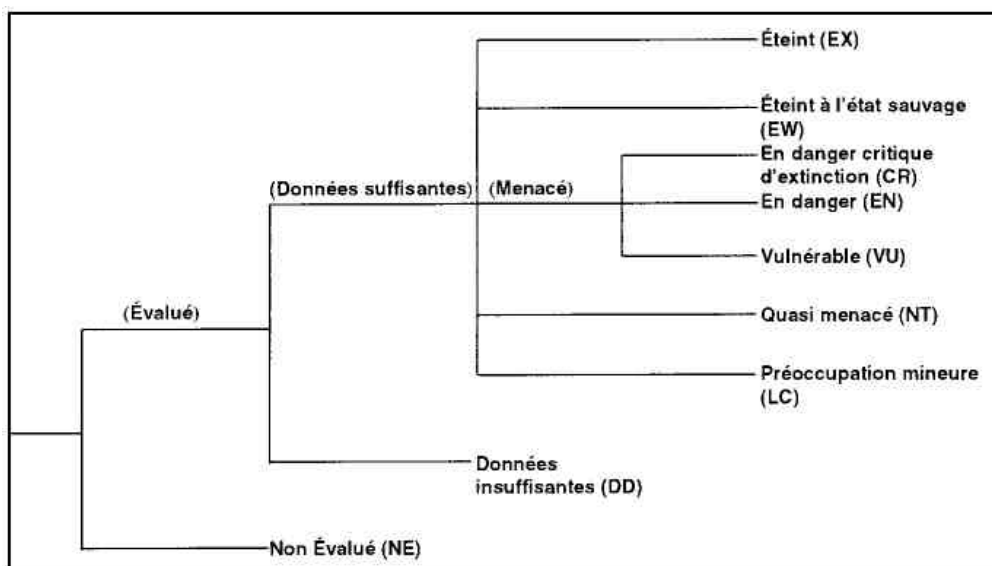 Éteint (EX)
Éteint à l'état sauvage
(EW)
En danger critique
d'extinction (CR)
(Données suffisantes) (Menacé)
En danger (EN)
Vulnérable (VU)
(Évalué)
Quasi menacé (NT)
Préoccupation mineure
(LC)
Données
insuffisantes (DD)
Non Évalué (NE)